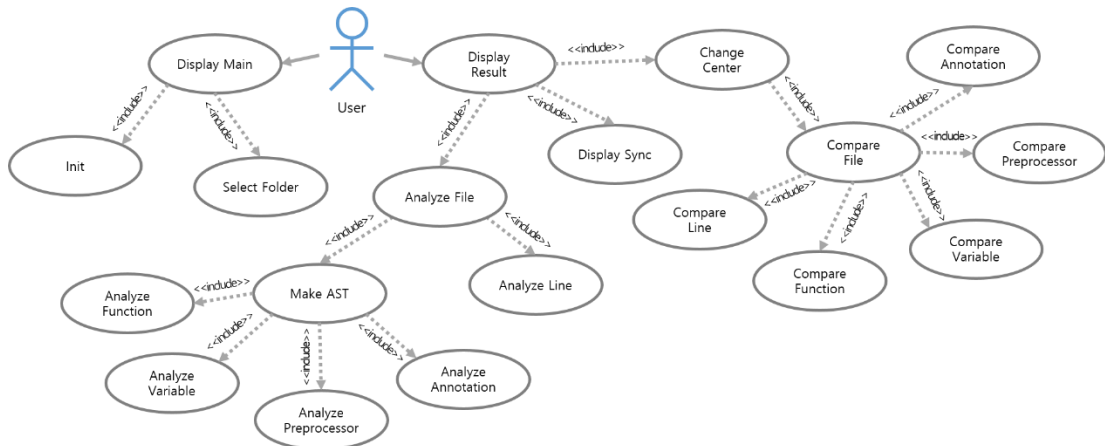 Display Main
User
Display
Result
<<include>>
Change
Center
Compare
Annotation
<<include>>
<<include>>
<<include>>
<<include>>
<<include>>
<<include>>
<<include>>
Init
Select Folder
Display Sync
Compare
File
Compare
Preprocessor
Analyze File
<<include>>
<<include>>
<<include>>
Compare
Line
Compare
Function
Compare
Variable
<<include>>
<<include>>
Analyze Line
Make AST
<<include>>
Analyze
Function
<<include>>
<<include>>
<<include>>
Analyze
Variable
Analyze
Preprocessor
Analyze
Annotation